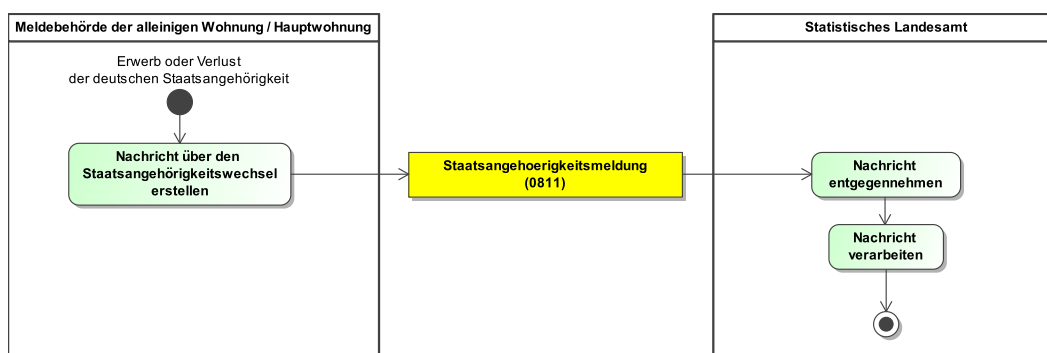 Meldebehörde der alleinigen Wohnung / Hauptwohnung
Erwerb oder Verlust
der deutschen Staatsangehörigkeit
Nachricht über den
Staatsangehörigkeitswechsel
erstellen
Staatsangehoerigkeitsmeldung
(0811)
Statistisches Landesamt
Nachricht
entgegennehmen
Nachricht
verarbeiten